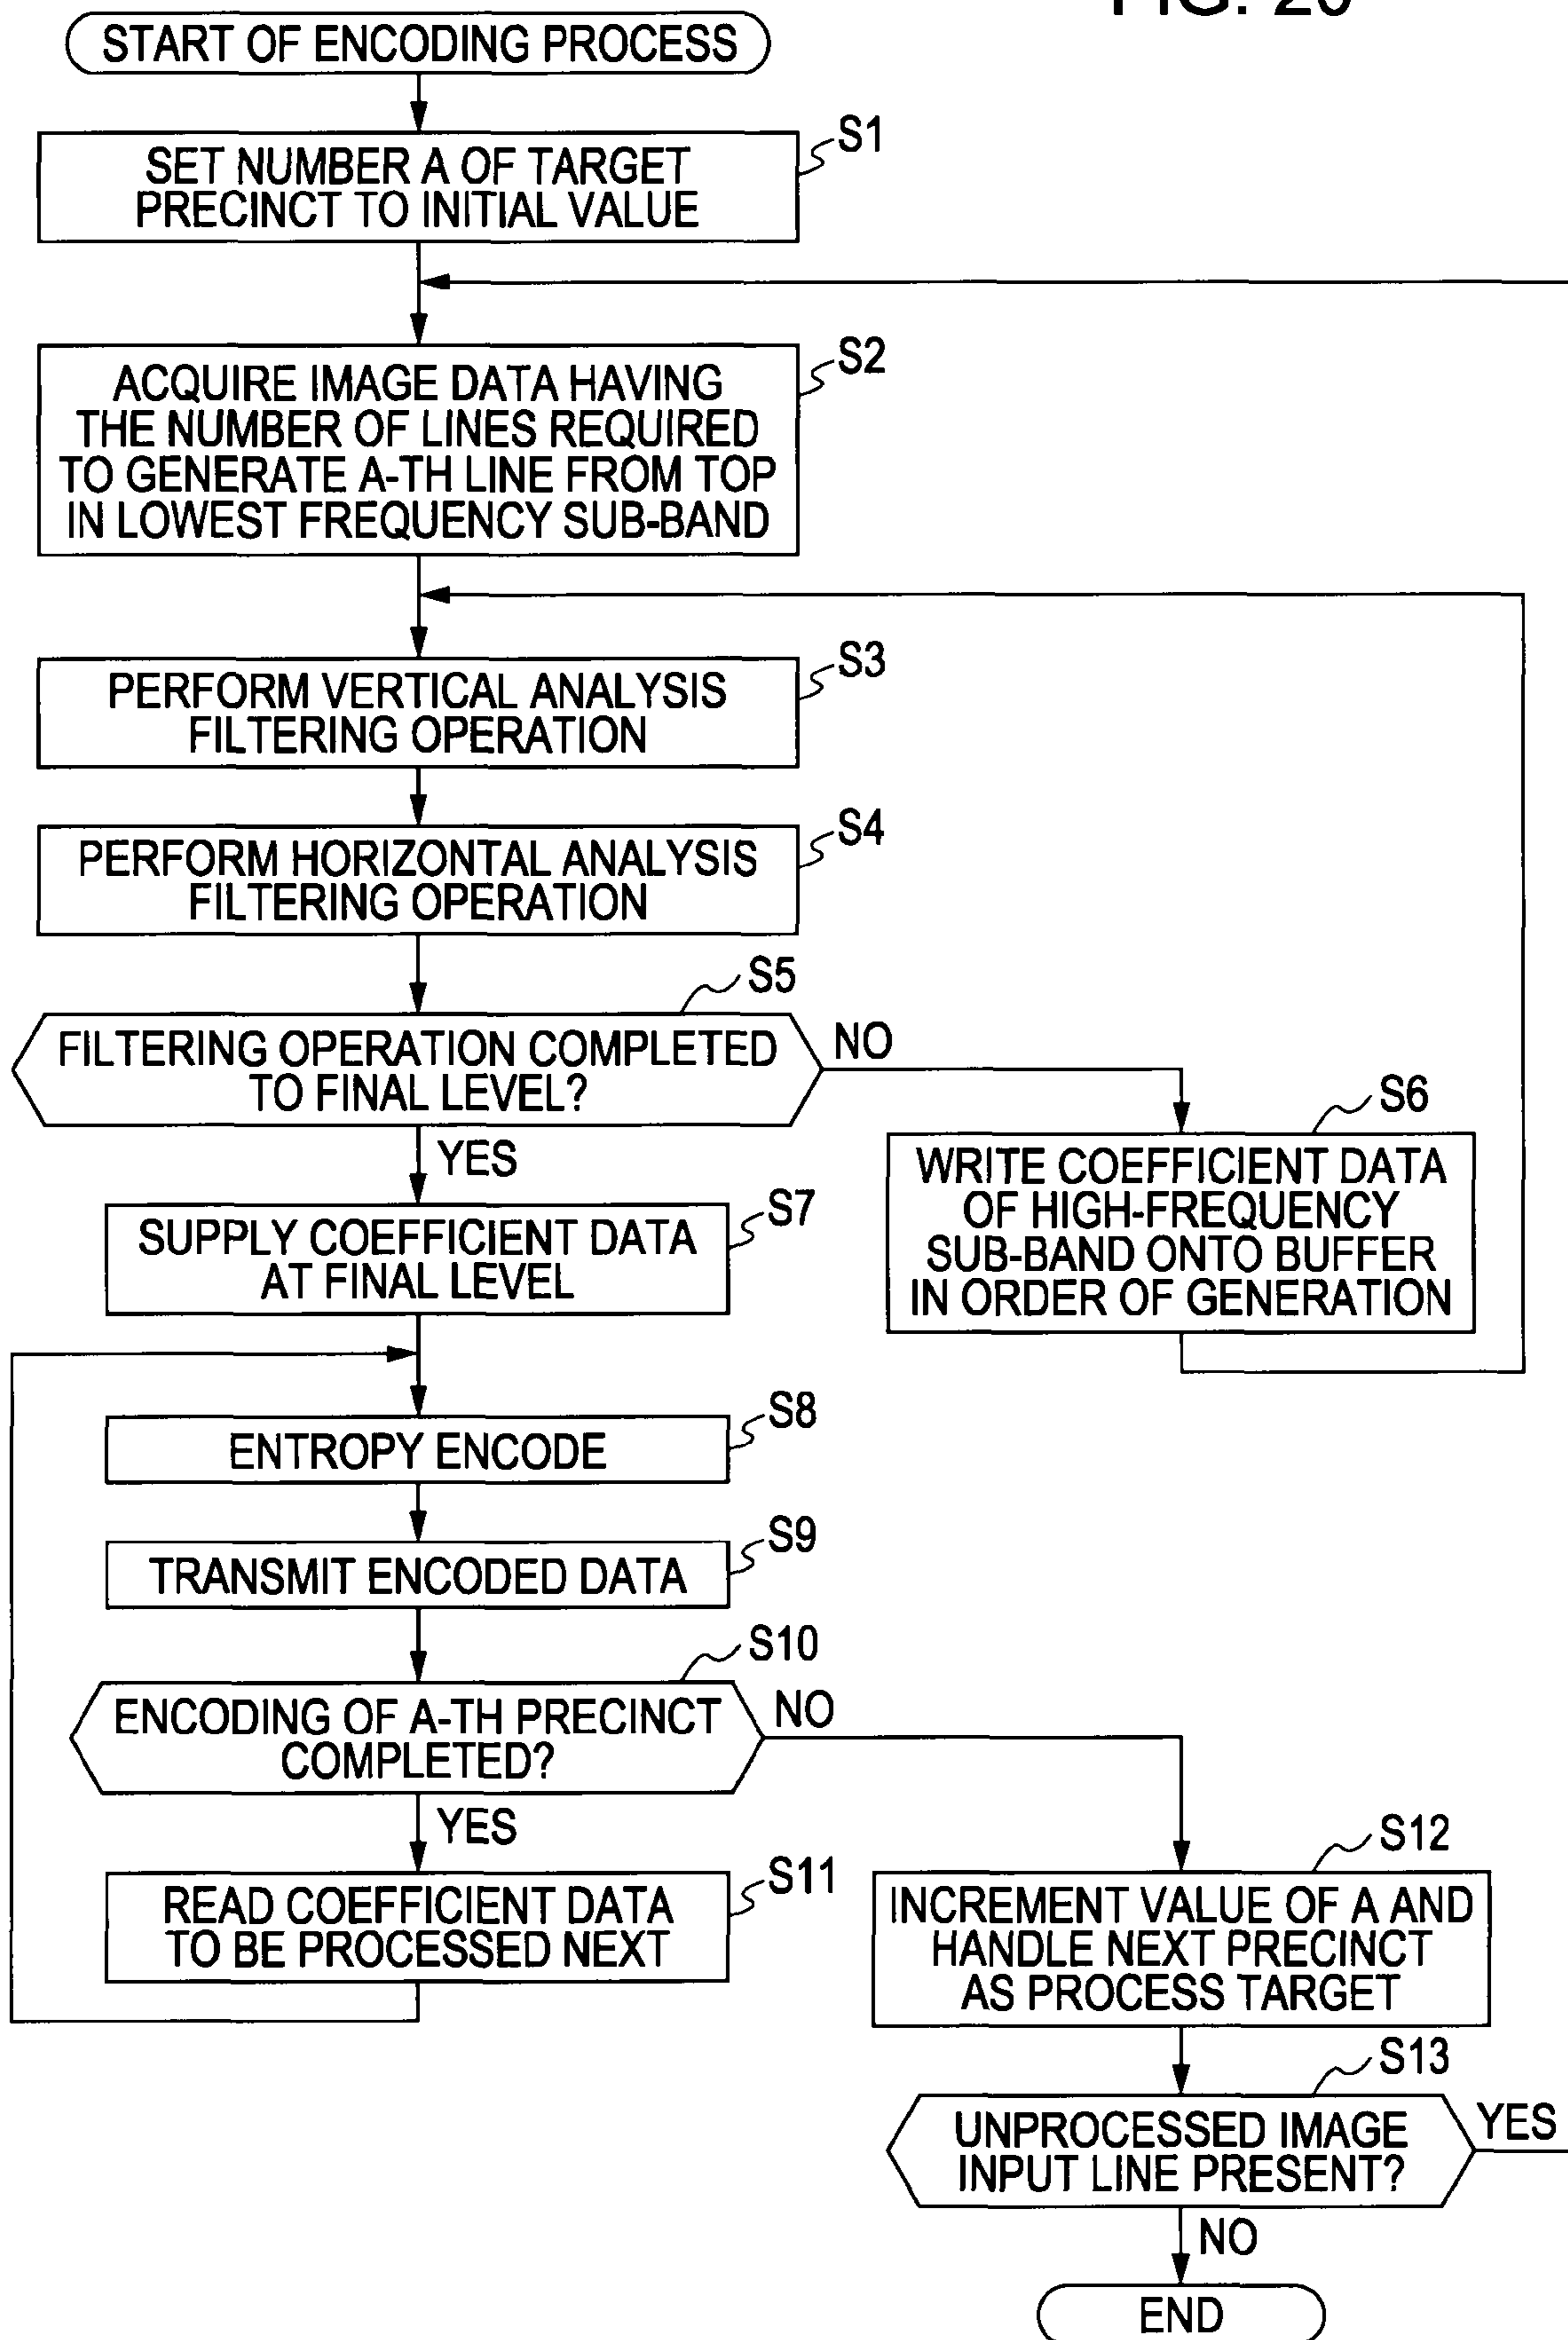 START OF ENCODING PROCESS
S1
SET NUMBER A OF TARGET
PRECINCT TO INITIAL VALUE
S2
ACQUIRE IMAGE DATA HAVING
THE NUMBER OF LINES REQUIRED
TO GENERATE A-TH LINE FROM TOP
IN LOWEST FREQUENCY SUB-BAND
S3
PERFORM VERTICAL ANALYSIS
FILTERING OPERATION
S4
PERFORM HORIZONTAL ANALYSIS
FILTERING OPERATION
S5
FILTERING OPERATION COMPLETED
TO FINAL LEVEL?
NO
YES
S6
WRITE COEFFICIENT DATA
OF HIGH-FREQUENCY
SUB-BAND ONTO BUFFER
IN ORDER OF GENERATION
S7
SUPPLY COEFFICIENT DATA
AT FINAL LEVEL
S8
ENTROPY ENCODE
S9
TRANSMIT ENCODED DATA
S10
ENCODING OF A-TH PRECINCT
COMPLETED?
NO
YES
S11
READ COEFFICIENT DATA
TO BE PROCESSED NEXT
S12
INCREMENT VALUE OF A AND
HANDLE NEXT PRECINCT
AS PROCESS TARGET
S13
UNPROCESSED IMAGE
INPUT LINE PRESENT?
YES
NO
END